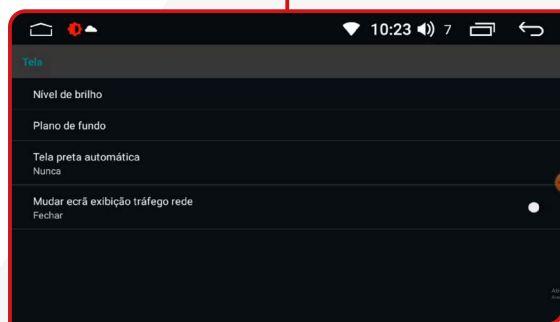 10:23 7
Tela
Nível de brilho
Plano de fundo
Tela preta automática
Nunca
Mudar ecrã exibição tráfego rede
Fechar